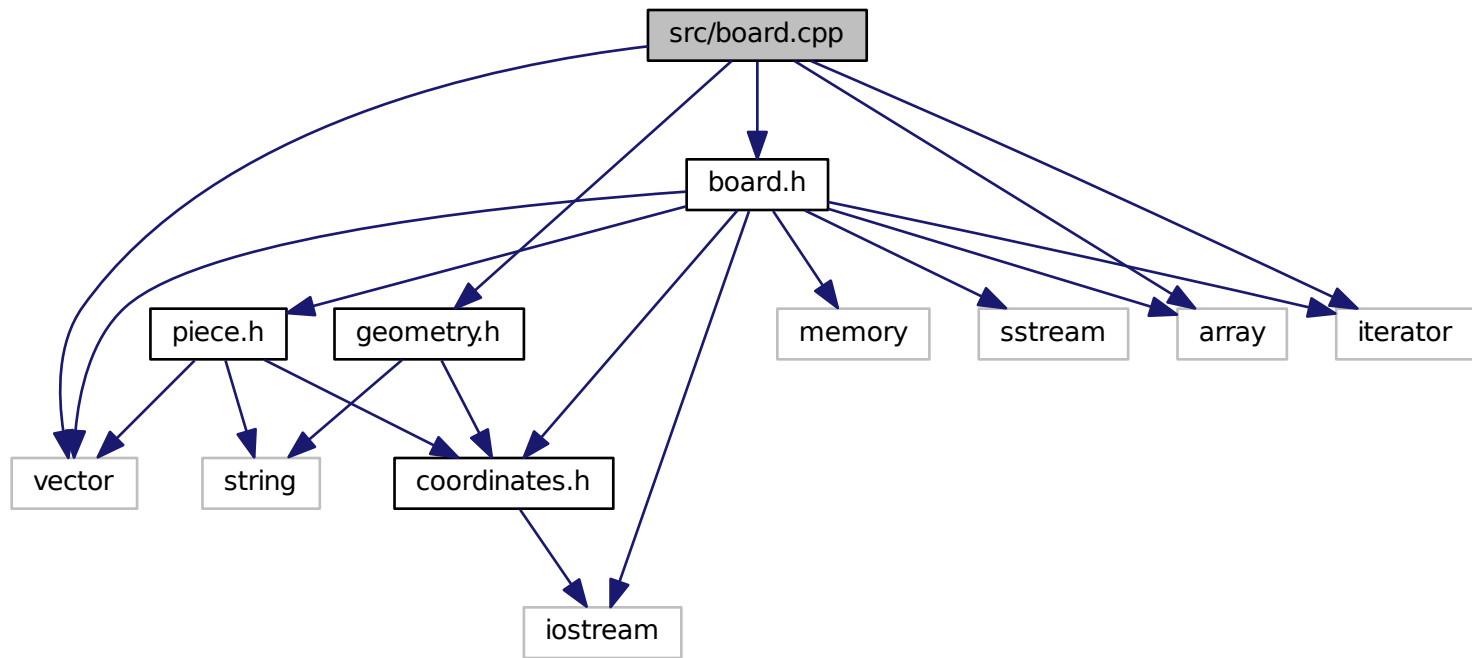 src/board.cpp
board.h
piece.h
geometry.h
memory
sstream
array
iterator
vector
string
coordinates.h
iostream